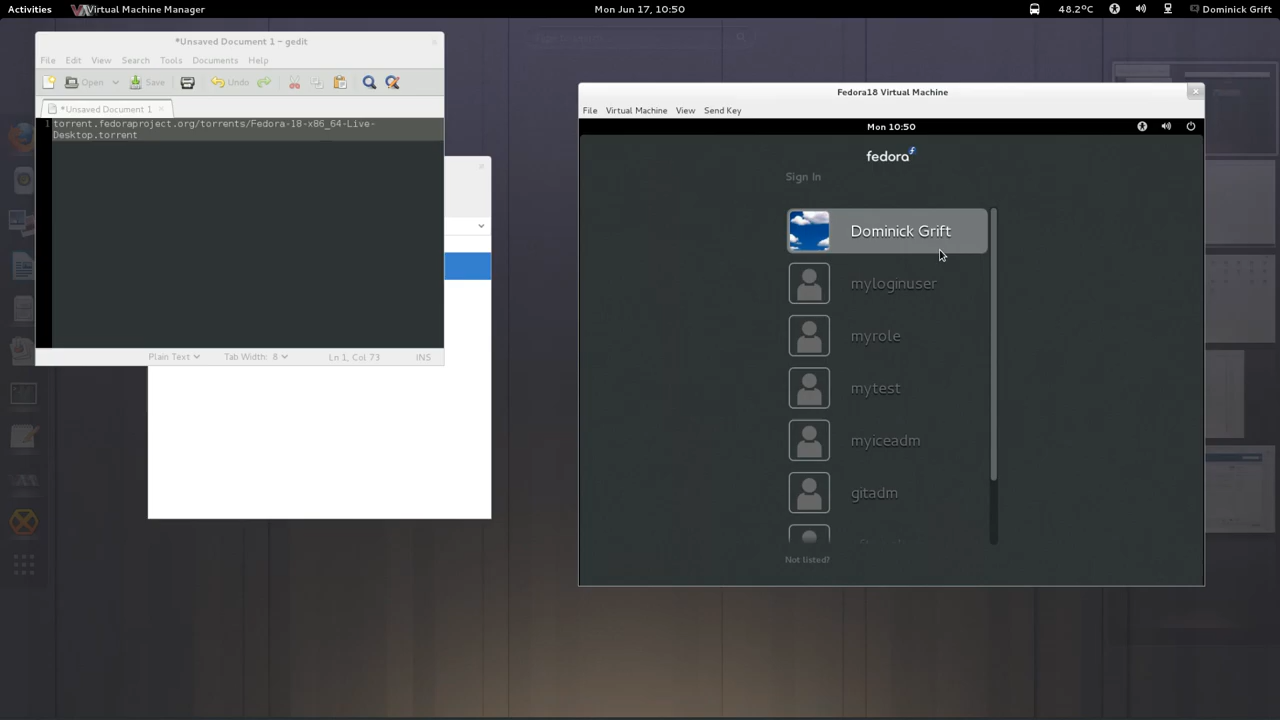 Activities
Virtual Machine Manager
Mon Jun 17, 10:50
48.2°C
Dominick Grift
*Unsaved Document 1 - gedit
File Edit View Search Tools Documents Help
Open
Save
Undo
*Unsaved Document 1
1 torrent.fedoraproject.org/torrents/Fedora-18-x86_64-Live-
Desktop.torrent
Plain Text
Tab Width: 8
Ln 1, Col 73
INS
Fedora18 Virtual Machine
File Virtual Machine View Send Key
Mon 10:50
fedora
Sign In
Dominick Grift
myloginuser
myrole
mytest
myiceadm
gitadm
Not listed?